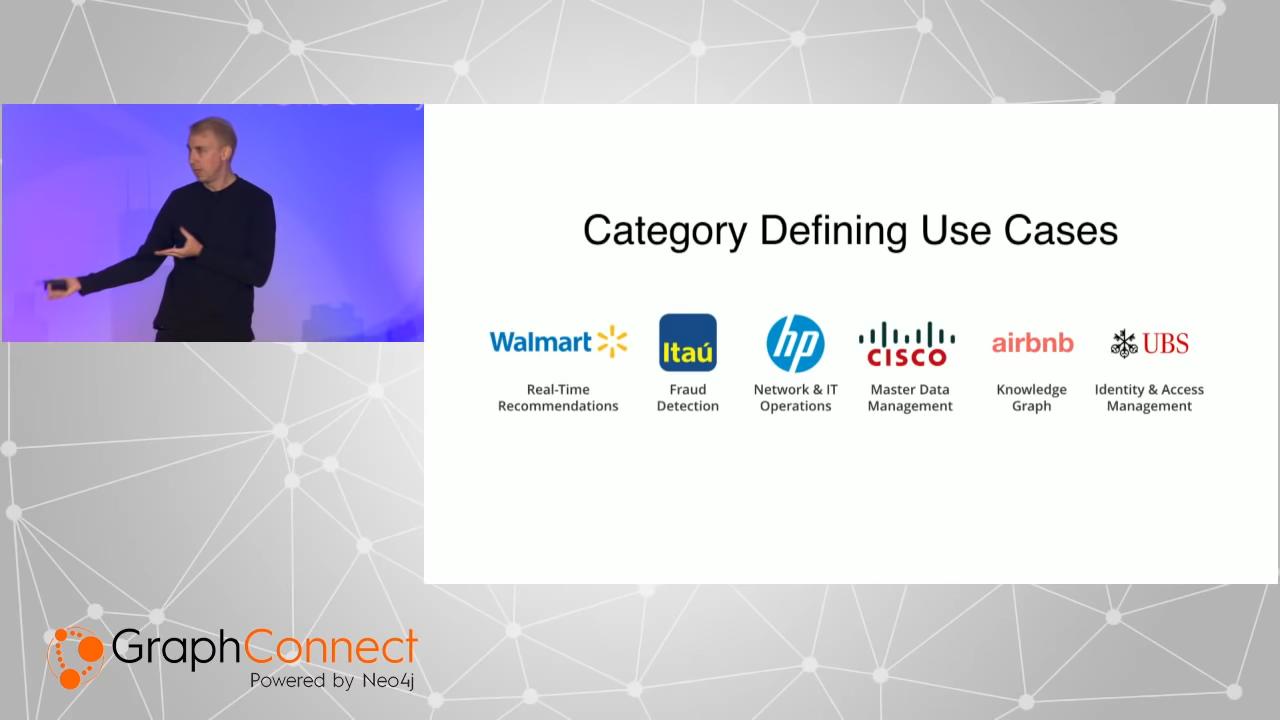 Category Defining Use Cases
Walmart
Itaú
hp
CISCO
airbnb
UBS
Real-Time
Recommendations
Fraud
Detection
Network & IT
Operations
Master Data
Management
Knowledge
Graph
Identity & Access
Management
GraphConnect
Powered by Neo4j